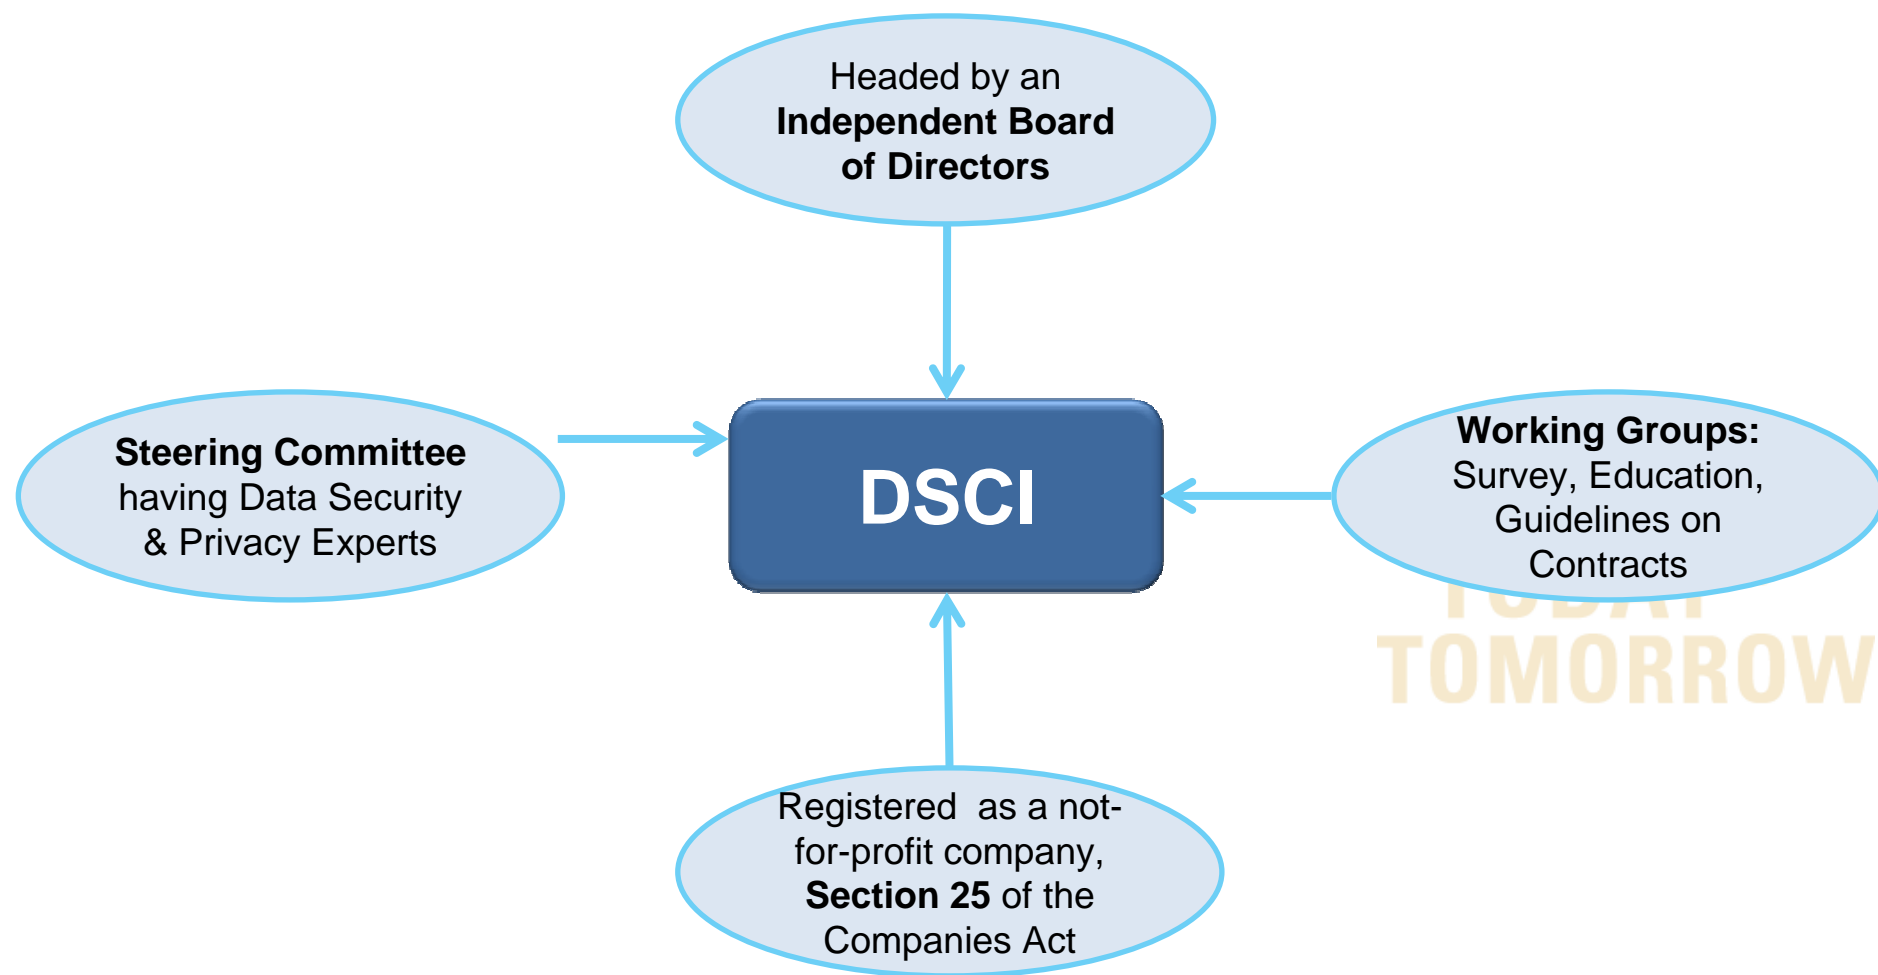 Headed by an
Independent Board
of Directors
Steering Committee
having Data Security
& Privacy Experts
DSCI
Working Groups:
Survey, Education,
Guidelines on
Contracts
TODAY
TOMORROW
Registered as a not-
for-profit company,
Section 25 of the
Companies Act